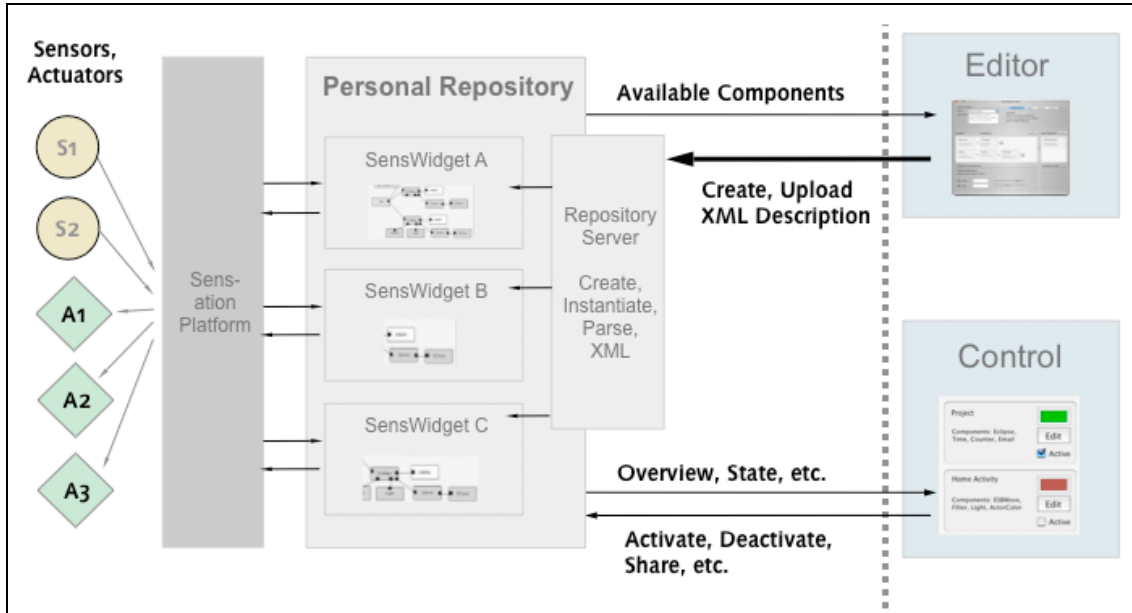 Sensors,
Actuators
S1
S2
A1
A2
A3
Sens-
ation
Platform
Personal Repository
SensWidget A
SensWidget B
SensWidget C
Repository
Server
Create,
Instantiate,
Parse,
XML
Available Components
Create, Upload
XML Description
Overview, State, etc.
Activate, Deactivate,
Share, etc.
Editor
Control
Project
Components: Eclipse,
Time, Counter, Email
Edit
Active
Home Activity
Components: ESBMove,
Filter, Light, ActorColor
Edit
Active